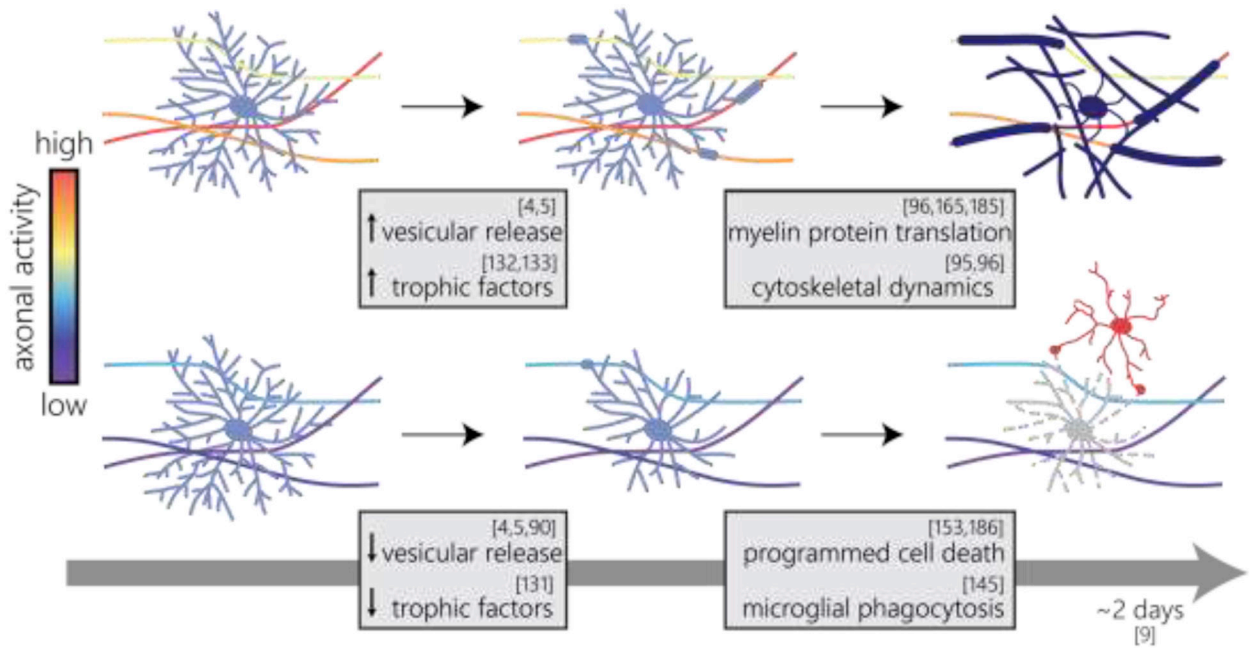 high
axonal activity
low
[4,5]
↑ vesicular release
[132,133]
↑ trophic factors
[96,165,185]
myelin protein translation
[95,96]
cytoskeletal dynamics
[4,5,90]
↓ vesicular release
[131]
↓ trophic factors
[153,186]
programmed cell death
[145]
microglial phagocytosis
~2 days
[9]